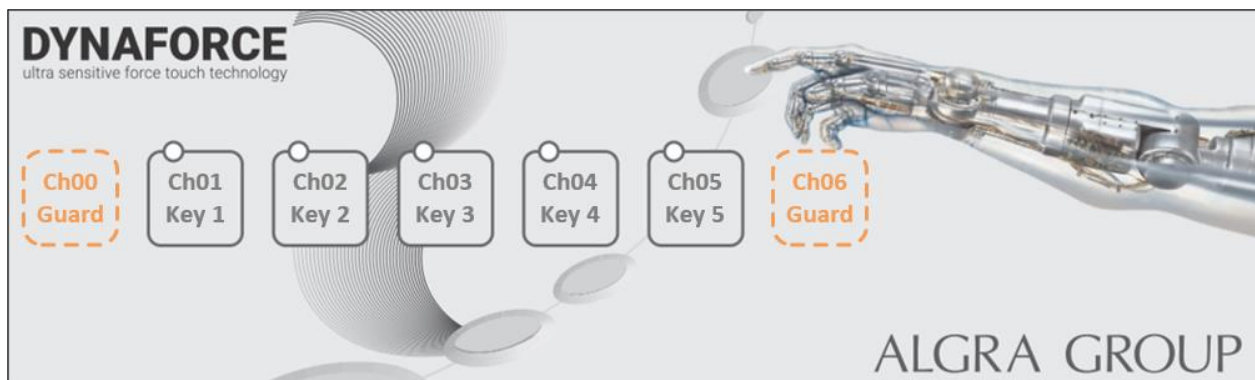 DYNAFORCE
ultra sensitive force touch technology
Ch00
Guard
Ch01
Key 1
Ch02
Key 2
Ch03
Key 3
Ch04
Key 4
Ch05
Key 5
Ch06
Guard
ALGRA GROUP